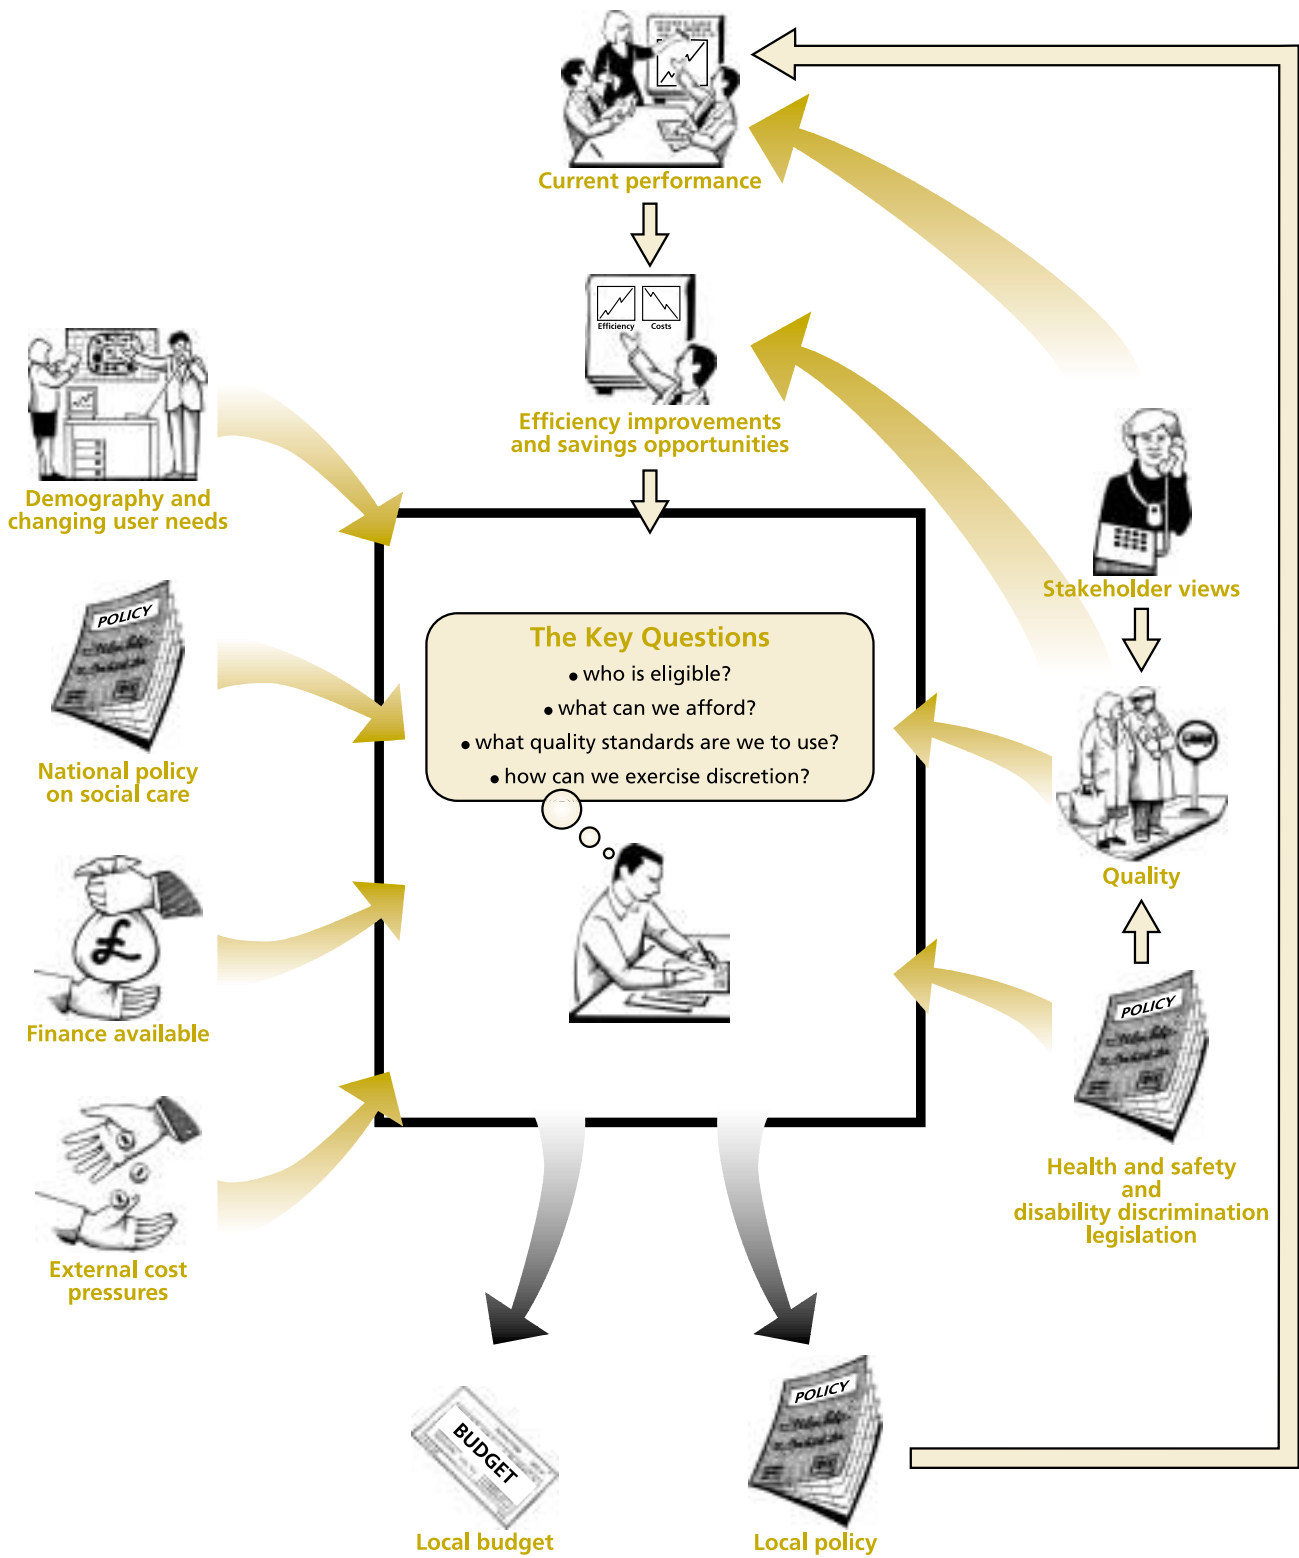 Current performance
Efficiency
Costs
Efficiency improvements
and savings opportunities
Demography and
changing user needs
Stakeholder views
POLICY
National policy
on social care
The Key Questions
• who is eligible?
• what can we afford?
• what quality standards are we to use?
• how can we exercise discretion?
Quality
£
Finance available
POLICY
Health and safety
and
disability discrimination
legislation
External cost
pressures
BUDGET
Local budget
POLICY
Local policy